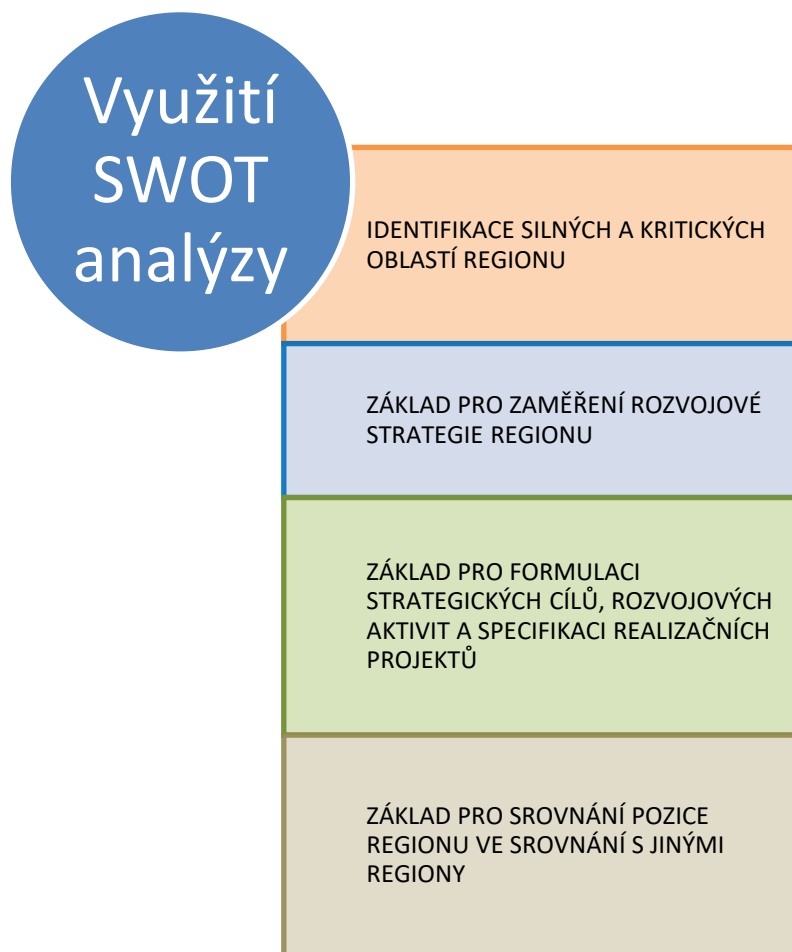 Využití
SWOT
analýzy
IDENTIFIKACE SILNÝCH A KRITICKÝCH
OBLASTÍ REGIONU
ZÁKLAD PRO ZAMĚŘENÍ ROZVOJOVÉ
STRATEGIE REGIONU
ZÁKLAD PRO FORMULACI
STRATEGICKÝCH CÍLŮ, ROZVOJOVÝCH
AKTIVIT A SPECIFIKACI REALIZAČNÍCH
PROJEKTŮ
ZÁKLAD PRO SROVNÁNÍ POZICE
REGIONU VE SROVNÁNÍ S JINÝMI
REGIONY